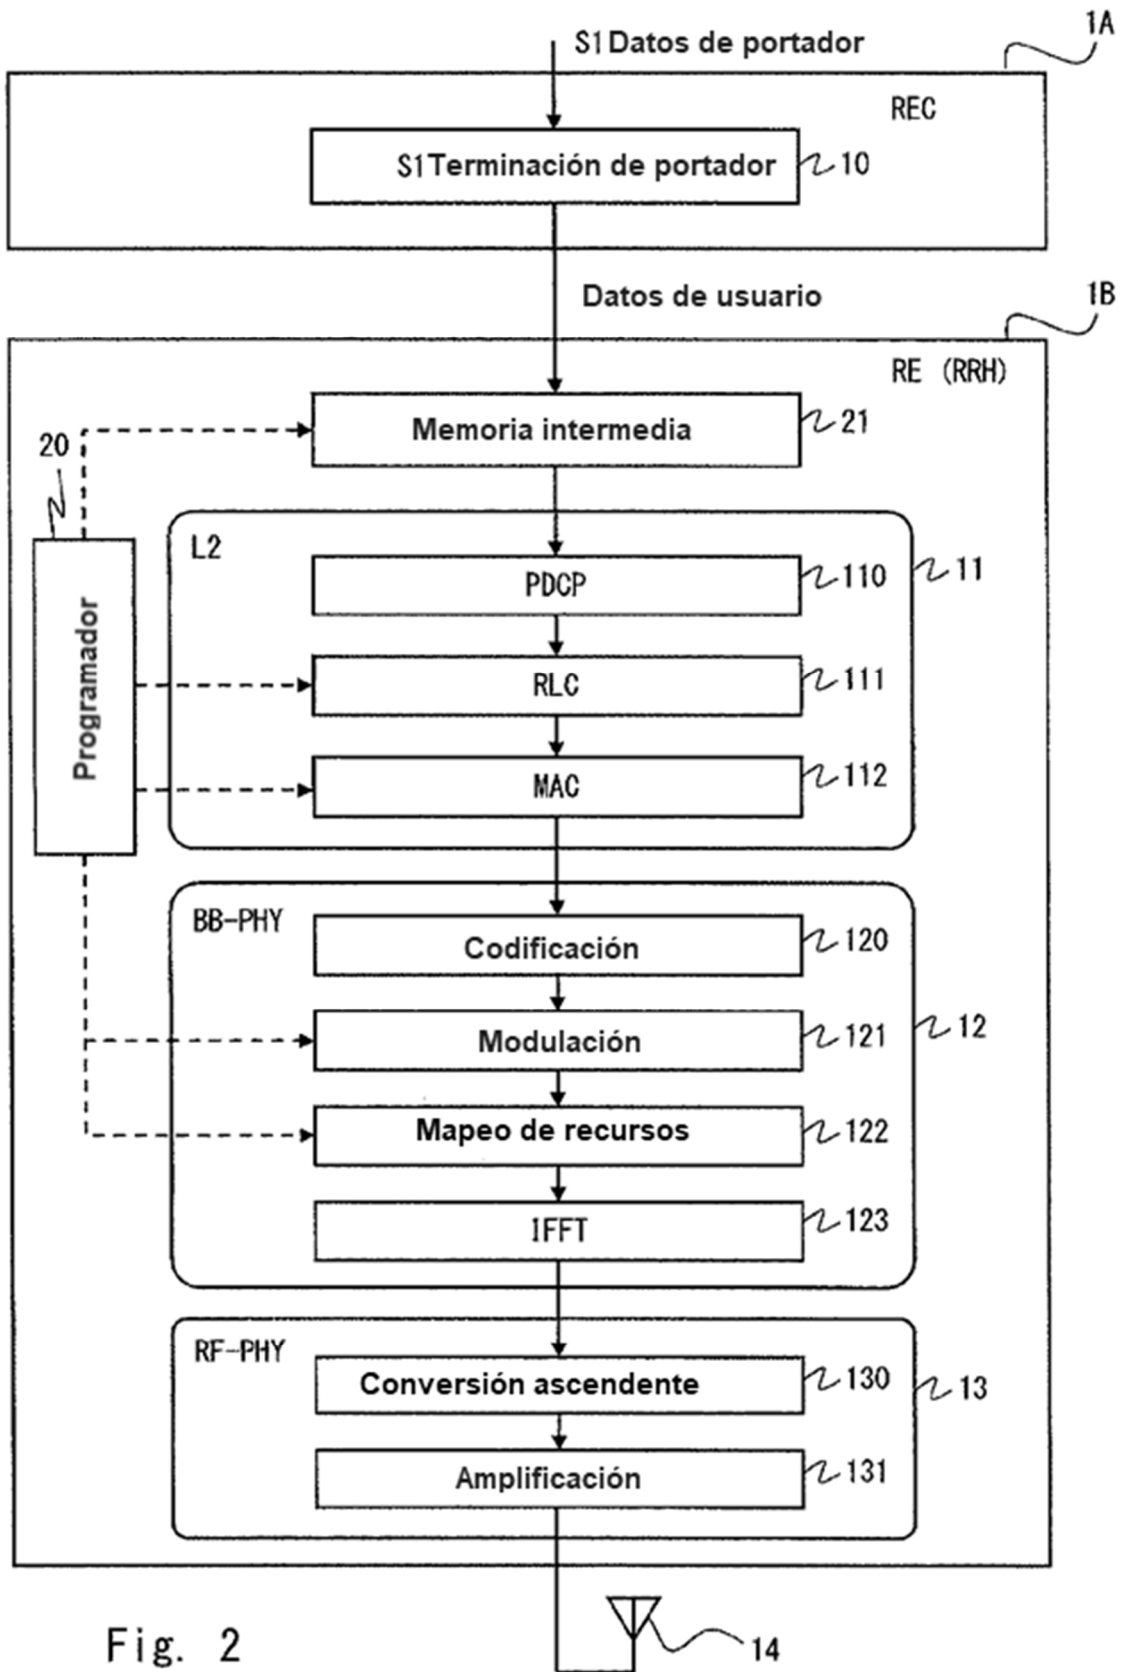 S1 Datos de portador
1A
REC
S1 Terminación de portador
10
Datos de usuario
1B
RE (RRH)
Memoria intermedia
21
20
Programador
L2
11
PDCP
110
RLC
111
MAC
112
BB-PHY
Codificación
120
Modulación
121
12
Mapeo de recursos
122
IFFT
123
RF-PHY
Conversión ascendente
130
13
Amplificación
131
14
Fig. 2